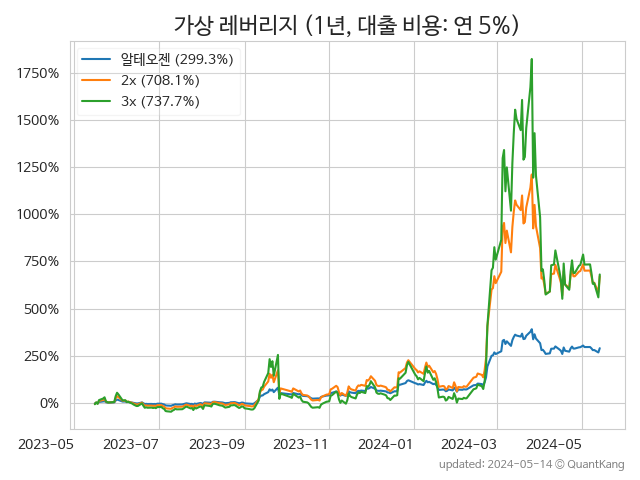 가상 레버리지 (1년, 대출 비용: 연 5%)
알테오젠 (299.3%)
2x (708.1%)
3x (737.7%)
1750%
1500%
1250%
1000%
750%
500%
250%
0%
2023-05 2023-07 2023-09 2023-11 2024-01 2024-03 2024-05
updated: 2024-05-14 © QuantKang